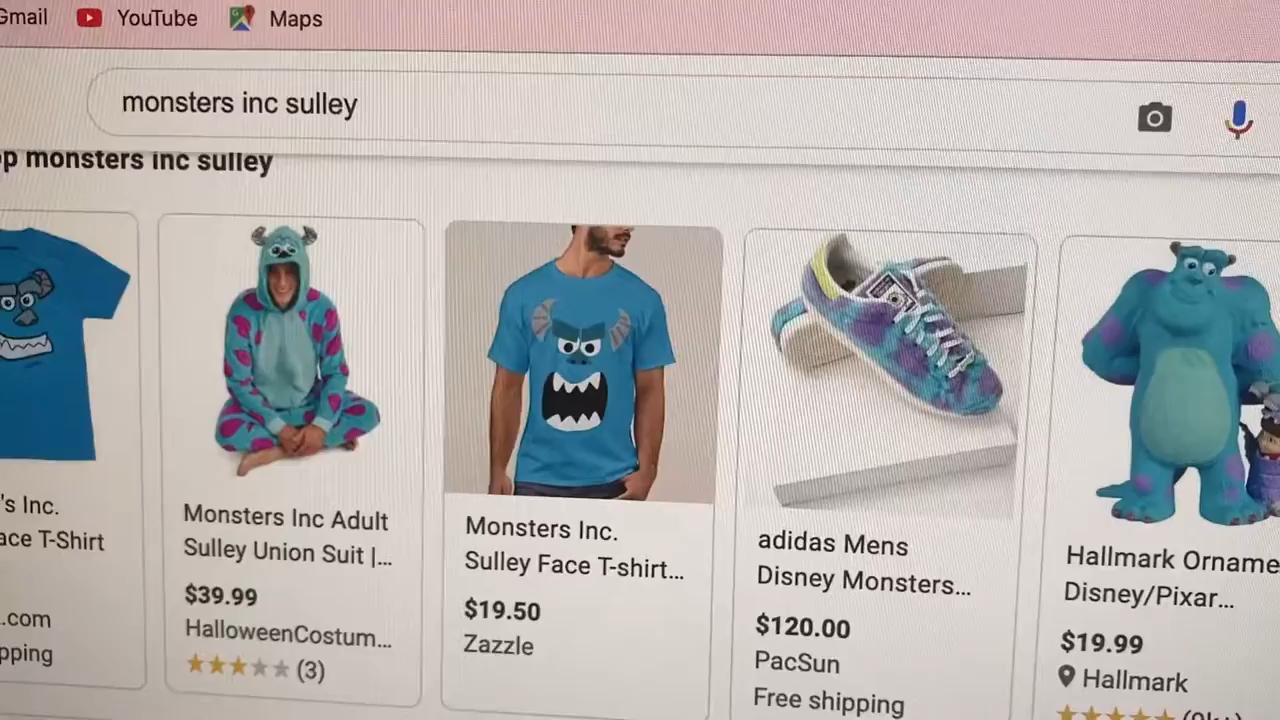 Gmail
YouTube
Maps
monsters inc sulley
op monsters inc sulley
's Inc.
ace T-Shirt
.com
pping
Monsters Inc Adult
Sulley Union Suit |...
$39.99
HalloweenCostum...
(3)
Monsters Inc.
Sulley Face T-shirt...
$19.50
Zazzle
adidas Mens
Disney Monsters...
$120.00
PacSun
Free shipping
Hallmark Orname
Disney/Pixar...
$19.99
Hallmark